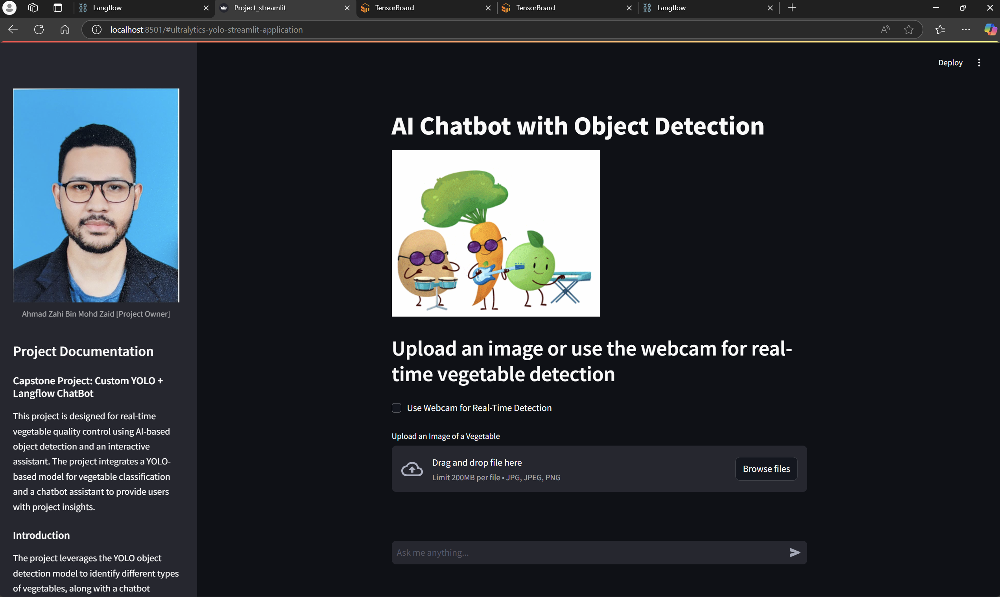 Langflow
Project_streamlit
TensorBoard
TensorBoard
Langflow
localhost:8501/#ultralytics-yolo-streamlit-application
Deploy
Ahmad Zahi Bin Mohd Zaid [Project Owner]
Project Documentation
Capstone Project: Custom YOLO +
Langflow ChatBot
This project is designed for real-time
vegetable quality control using AI-based
object detection and an interactive
assistant. The project integrates a YOLO-
based model for vegetable classification
and a chatbot assistant to provide users
with project insights.
Introduction
The project leverages the YOLO object
detection model to identify different types
of vegetables, along with a chatbot
AI Chatbot with Object Detection
Upload an image or use the webcam for real-
time vegetable detection
Use Webcam for Real-Time Detection
Upload an Image of a Vegetable
Drag and drop file here
Limit 200MB per file • JPG, JPEG, PNG
Browse files
Ask me anything...